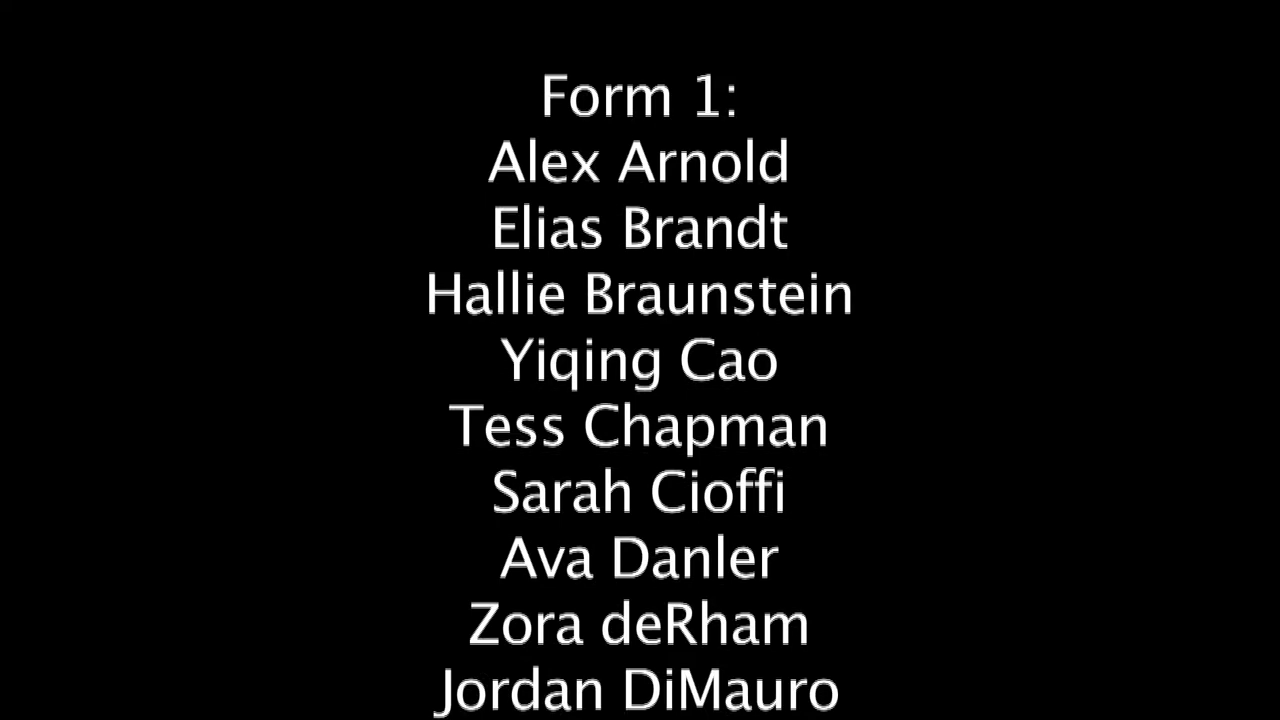 Form 1:
Alex Arnold
Elias Brandt
Hallie Braunstein
Yiqing Cao
Tess Chapman
Sarah Cioffi
Ava Danler
Zora deRham
Jordan DiMauro